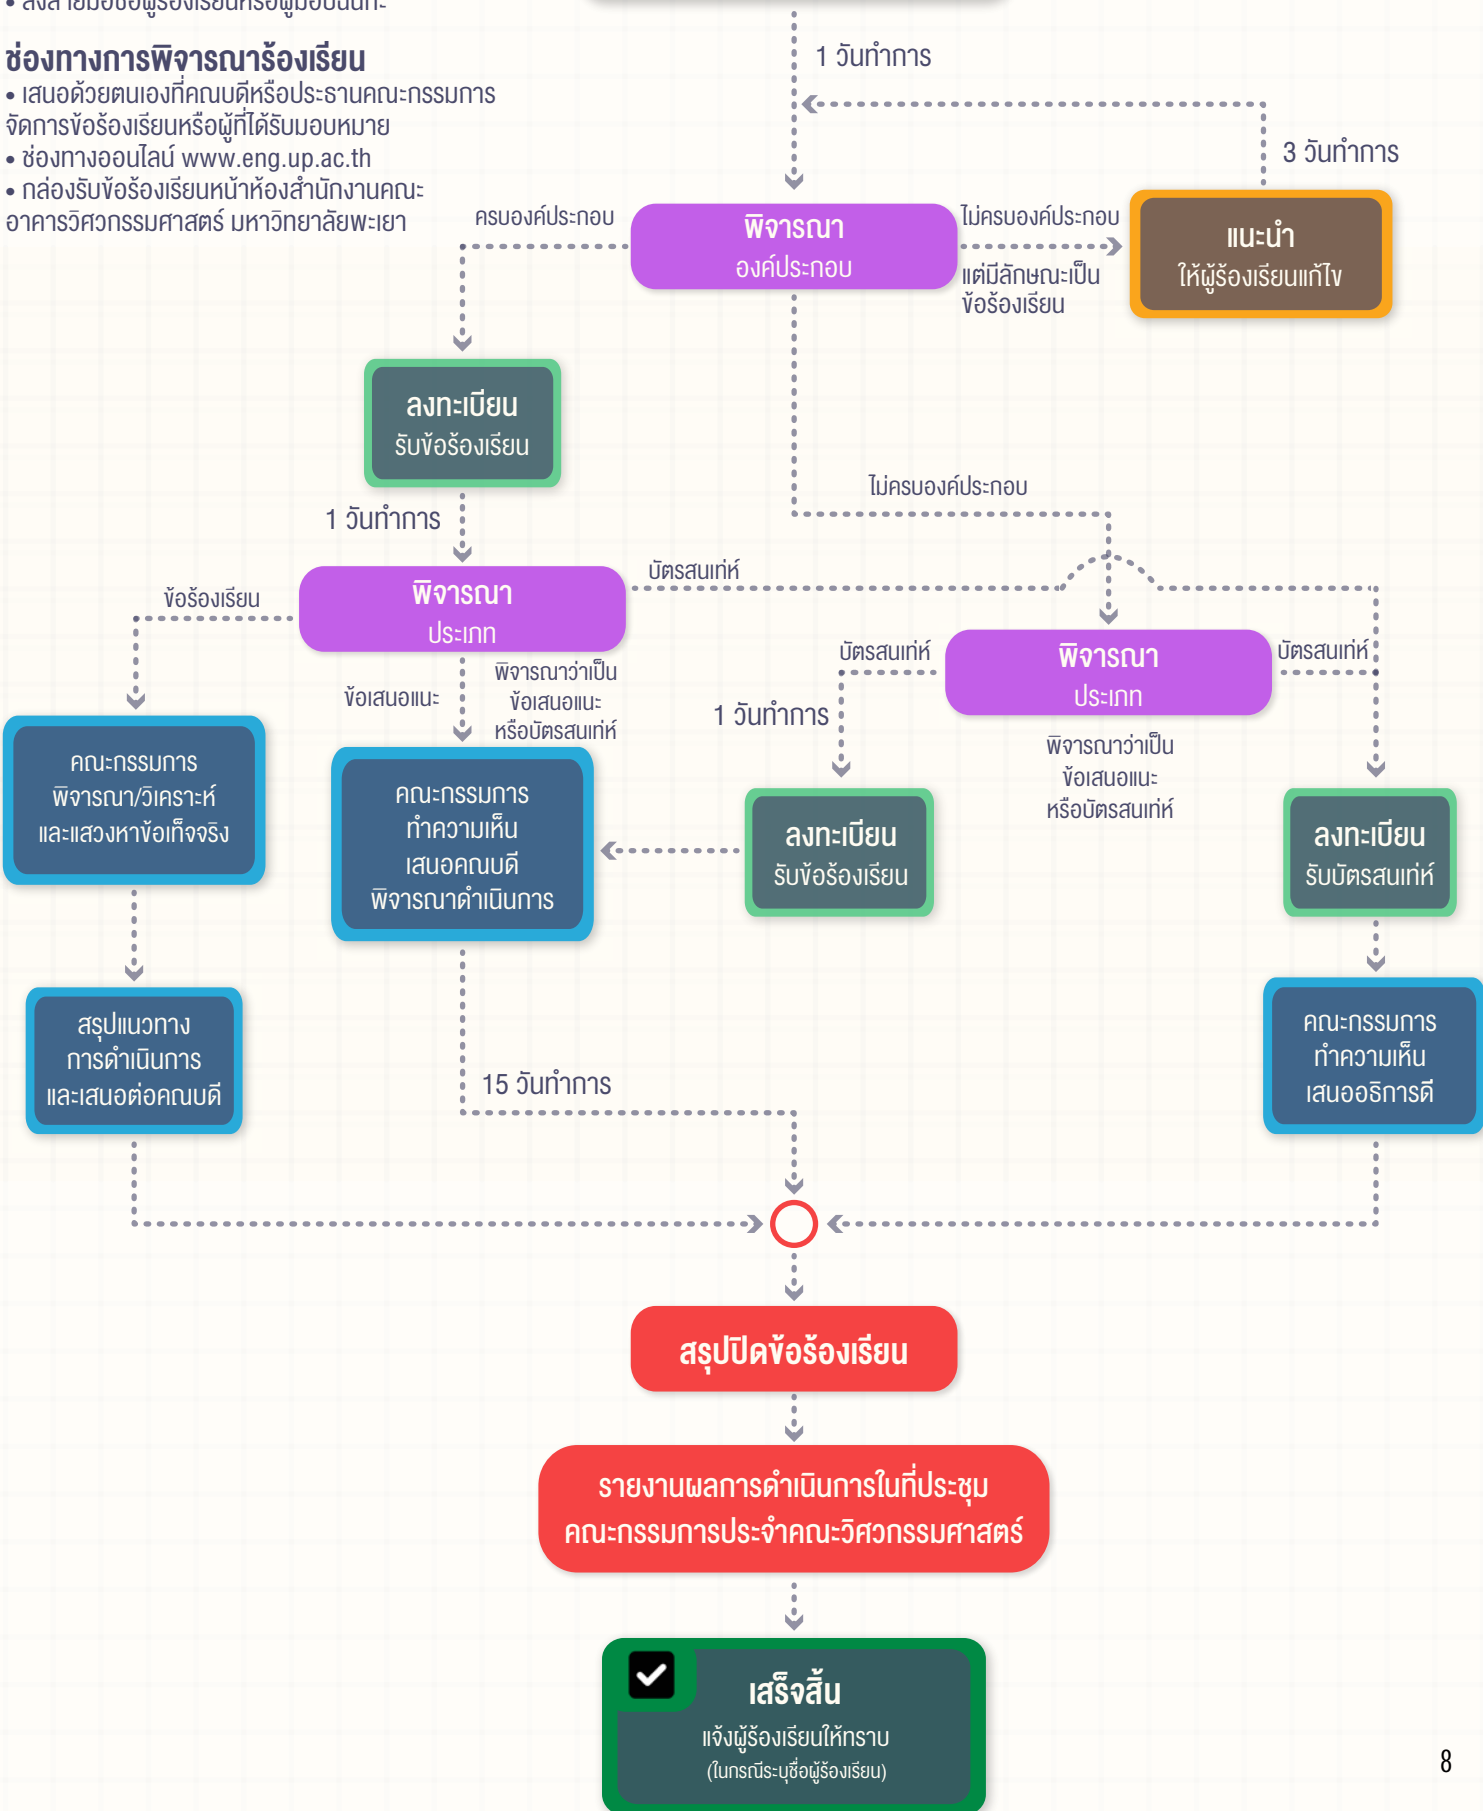 • ลงลายมือชื่อผู้ร้องเรียนหรือผู้มอบฉันทะ
ช่องทางการพิจารณาร้องเรียน
• เสนอด้วยตนเองที่คณบดีหรือประธานคณะกรรมการ
จัดการข้อร้องเรียนหรือผู้ที่ได้รับมอบหมาย
• ช่องทางออนไลน์ www.eng.up.ac.th
• กล่องรับข้อร้องเรียนหน้าห้องสำนักงานคณะ
อาคารวิศวกรรมศาสตร์ มหาวิทยาลัยพะเยา
1 วันทำการ
3 วันทำการ
ครบองค์ประกอบ
พิจารณา
องค์ประกอบ
ไม่ครบองค์ประกอบ
แต่มีลักษณะเป็น
ข้อร้องเรียน
แนะนำ
ให้ผู้ร้องเรียนแก้ไข
ลงทะเบียน
รับข้อร้องเรียน
ไม่ครบองค์ประกอบ
1 วันทำการ
ข้อร้องเรียน
พิจารณา
ประเภท
บัตรสนเท่ห์
ข้อเสนอแนะ
พิจารณาว่าเป็น
ข้อเสนอแนะ
หรือบัตรสนเท่ห์
บัตรสนเท่ห์
พิจารณา
ประเภท
บัตรสนเท่ห์
1 วันทำการ
พิจารณาว่าเป็น
ข้อเสนอแนะ
หรือบัตรสนเท่ห์
คณะกรรมการ
พิจารณา/วิเคราะห์
และแสวงหาข้อเท็จจริง
คณะกรรมการ
ทำความเห็น
เสนอคณบดี
พิจารณาดำเนินการ
ลงทะเบียน
รับข้อร้องเรียน
ลงทะเบียน
รับบัตรสนเท่ห์
สรุปแนวทาง
การดำเนินการ
และเสนอต่อคณบดี
15 วันทำการ
คณะกรรมการ
ทำความเห็น
เสนออธิการดี
สรุปปิดข้อร้องเรียน
รายงานผลการดำเนินการในที่ประชุม
คณะกรรมการประจำคณะวิศวกรรมศาสตร์
เสร็จสิ้น
แจ้งผู้ร้องเรียนให้ทราบ
(ในกรณีระบุชื่อผู้ร้องเรียน)
8